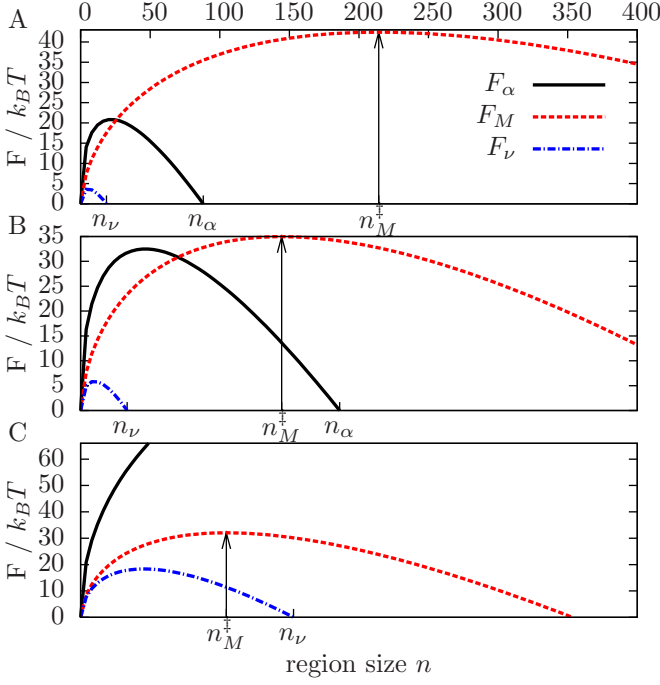 A
0 50 100 150 200 250 300 350 400
F / k_BT
40
35
30
25
20
15
10
5
0
F_α
F_M
F_ν
n_ν n_α n_M^‡
B
F / k_BT
35
30
25
20
15
10
5
0
n_ν n_M^‡ n_α
C
F / k_BT
60
50
40
30
20
10
0
n_M^‡ n_ν
region size n